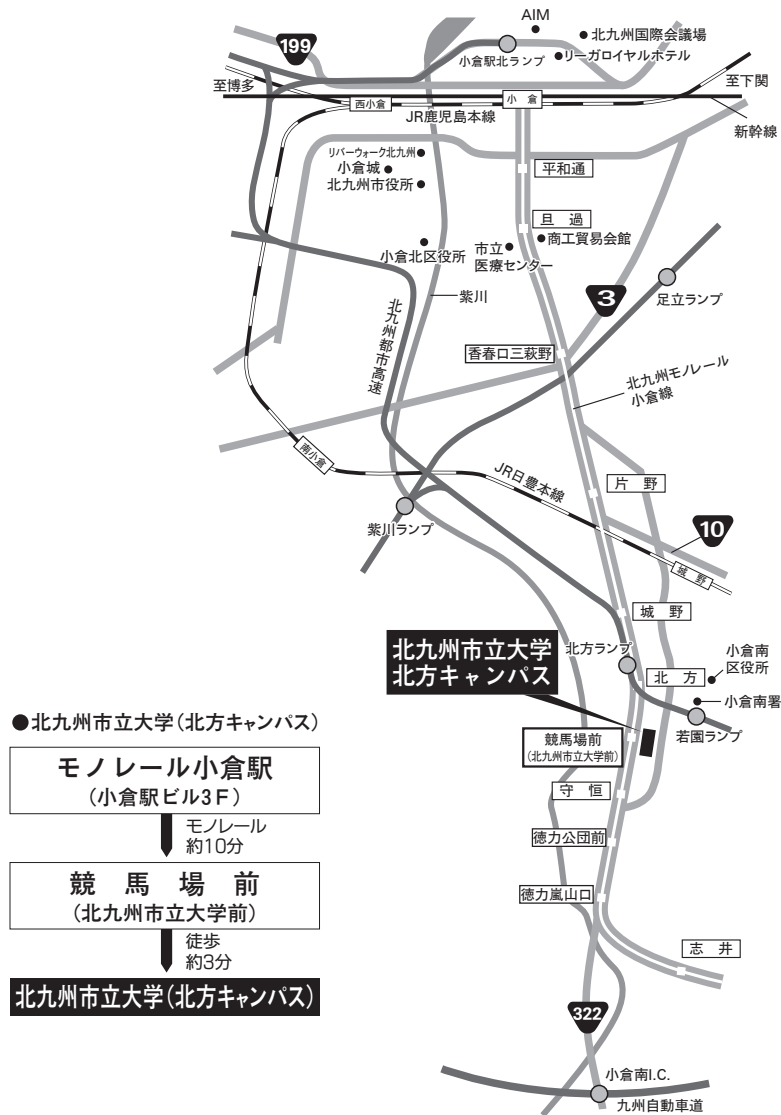 AIM
199
●北九州国際会議場
小倉駅北ランプ
●リーガロイヤルホテル
至博多
至下関
西小倉
小倉
JR鹿児島本線
新幹線
リバーウォーク北九州●
小倉城●
北九州市役所●
平和通
旦過
●商工貿易会館
小倉北区役所
市立
医療センター
紫川
3
足立ランプ
北九州都市高速
香春口三萩野
北九州モノレール
小倉線
南小倉
JR日豊本線
片野
紫川ランプ
10
城野
城野
北九州市立大学
北方キャンパス
北方ランプ
小倉南
区役所
北方
小倉南署
若園ランプ
競馬場前
(北九州市立大学前)
守恒
徳力公団前
徳力嵐山口
志井
322
小倉南I.C.
九州自動車道
●北九州市立大学(北方キャンパス)
モノレール小倉駅
(小倉駅ビル3F)
モノレール
約10分
競馬場前
(北九州市立大学前)
徒歩
約3分
北九州市立大学(北方キャンパス)